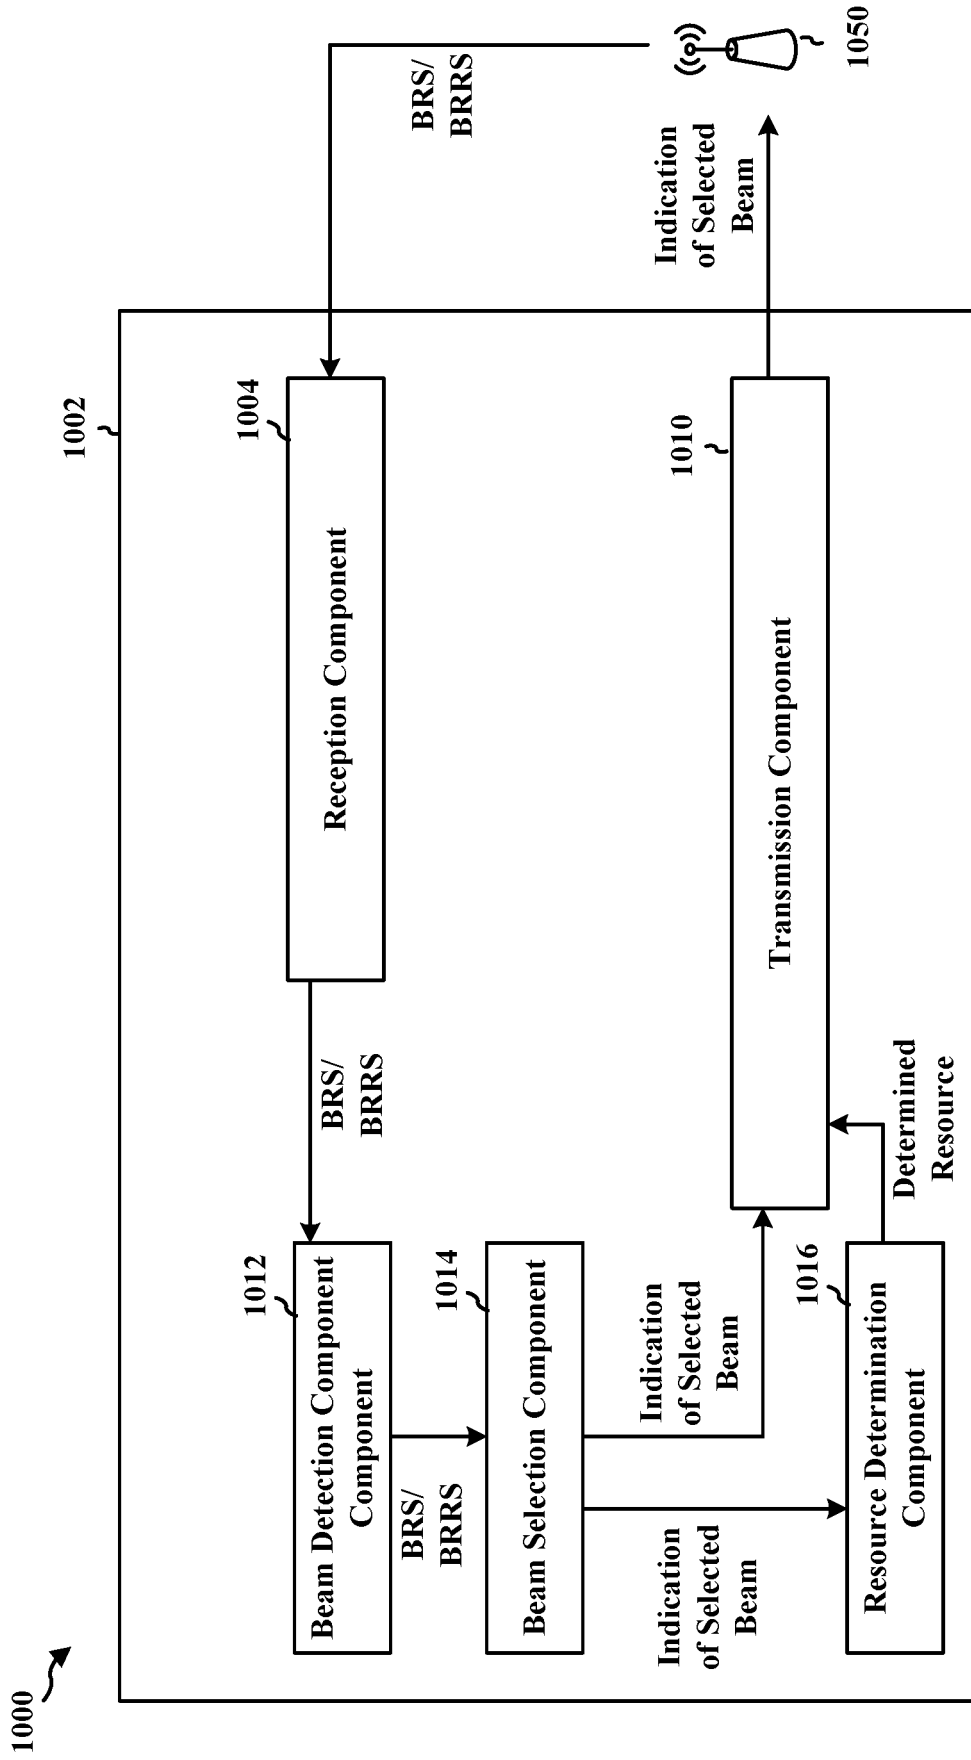 1000
1002
1012
Beam Detection Component
Component
BRS/
BRRS
1004
Reception Component
BRS/
BRRS
BRS/
BRRS
1014
Beam Selection Component
Indication
of Selected
Beam
Indication
of Selected
Beam
1016
Resource Determination
Component
Determined
Resource
1010
Transmission Component
Indication
of Selected
Beam
1050